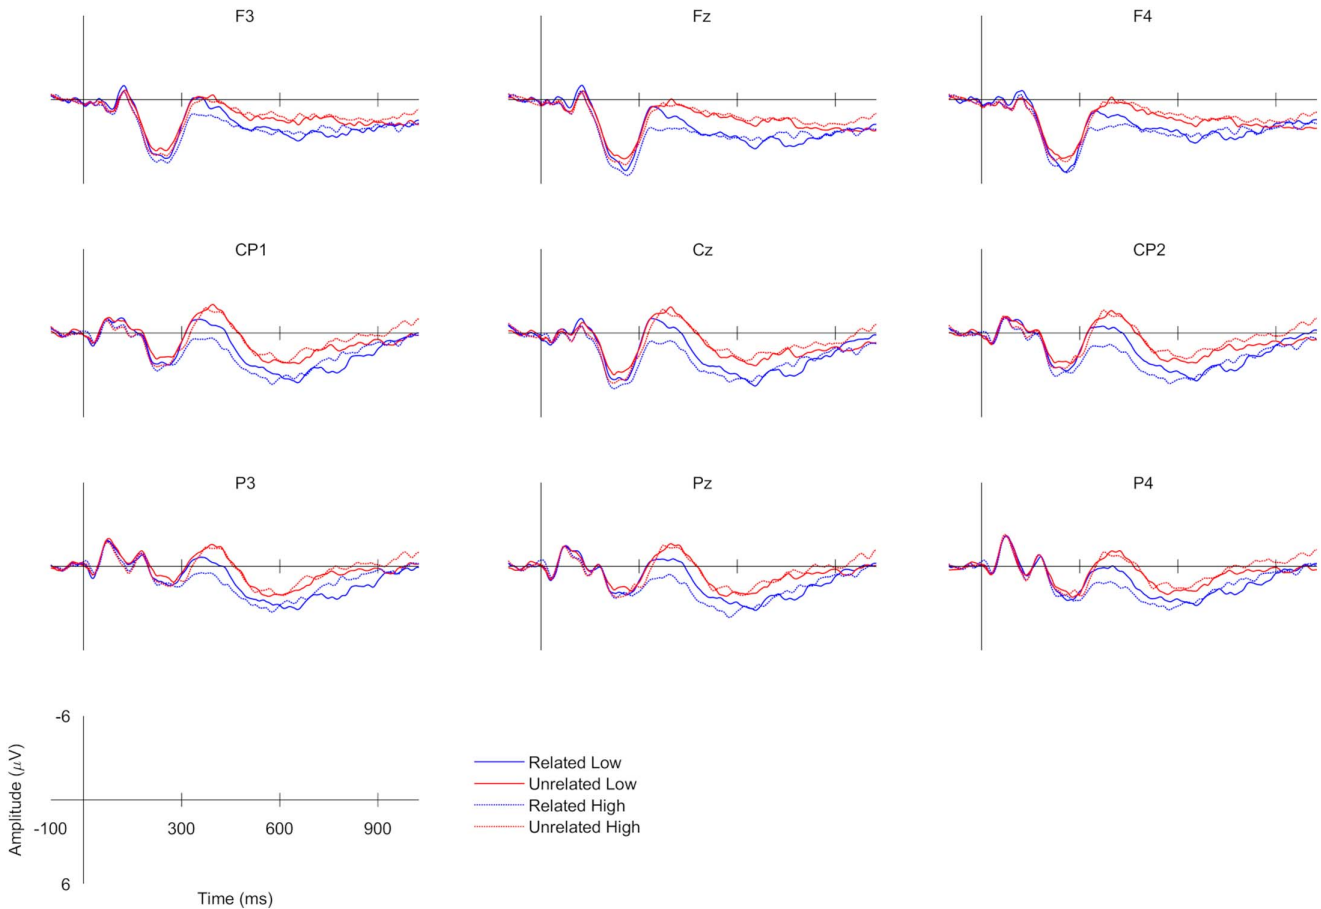 F3
Fz
F4
CP1
Cz
CP2
P3
Pz
P4
-6
Amplitude (μV)
-100
300
600
900
6
Time (ms)
Related Low
Unrelated Low
Related High
Unrelated High